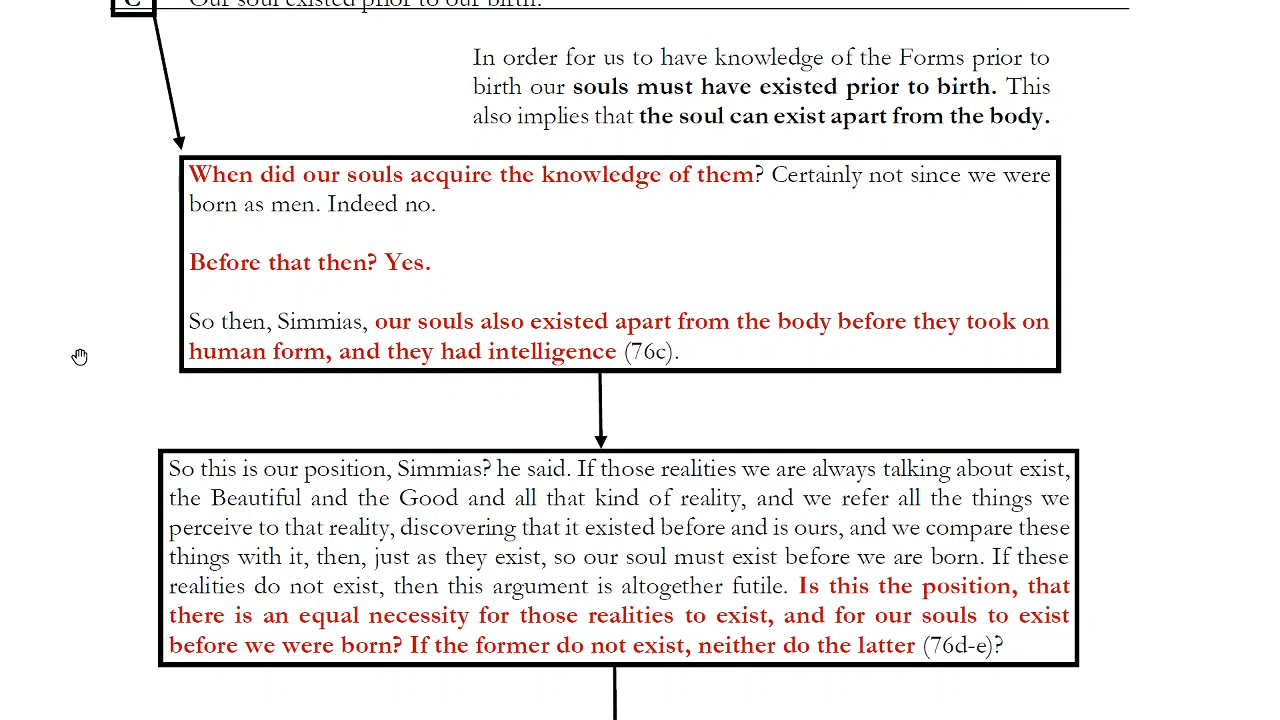 C Our soul existed prior to our birth.
In order for us to have knowledge of the Forms prior to
birth our souls must have existed prior to birth. This
also implies that the soul can exist apart from the body.
When did our souls acquire the knowledge of them? Certainly not since we were
born as men. Indeed no.
Before that then? Yes.
So then, Simmias, our souls also existed apart from the body before they took on
human form, and they had intelligence (76c).
So this is our position, Simmias? he said. If those realities we are always talking about exist,
the Beautiful and the Good and all that kind of reality, and we refer all the things we
perceive to that reality, discovering that it existed before and is ours, and we compare these
things with it, then, just as they exist, so our soul must exist before we are born. If these
realities do not exist, then this argument is altogether futile. Is this the position, that
there is an equal necessity for those realities to exist, and for our souls to exist
before we were born? If the former do not exist, neither do the latter (76d-e)?